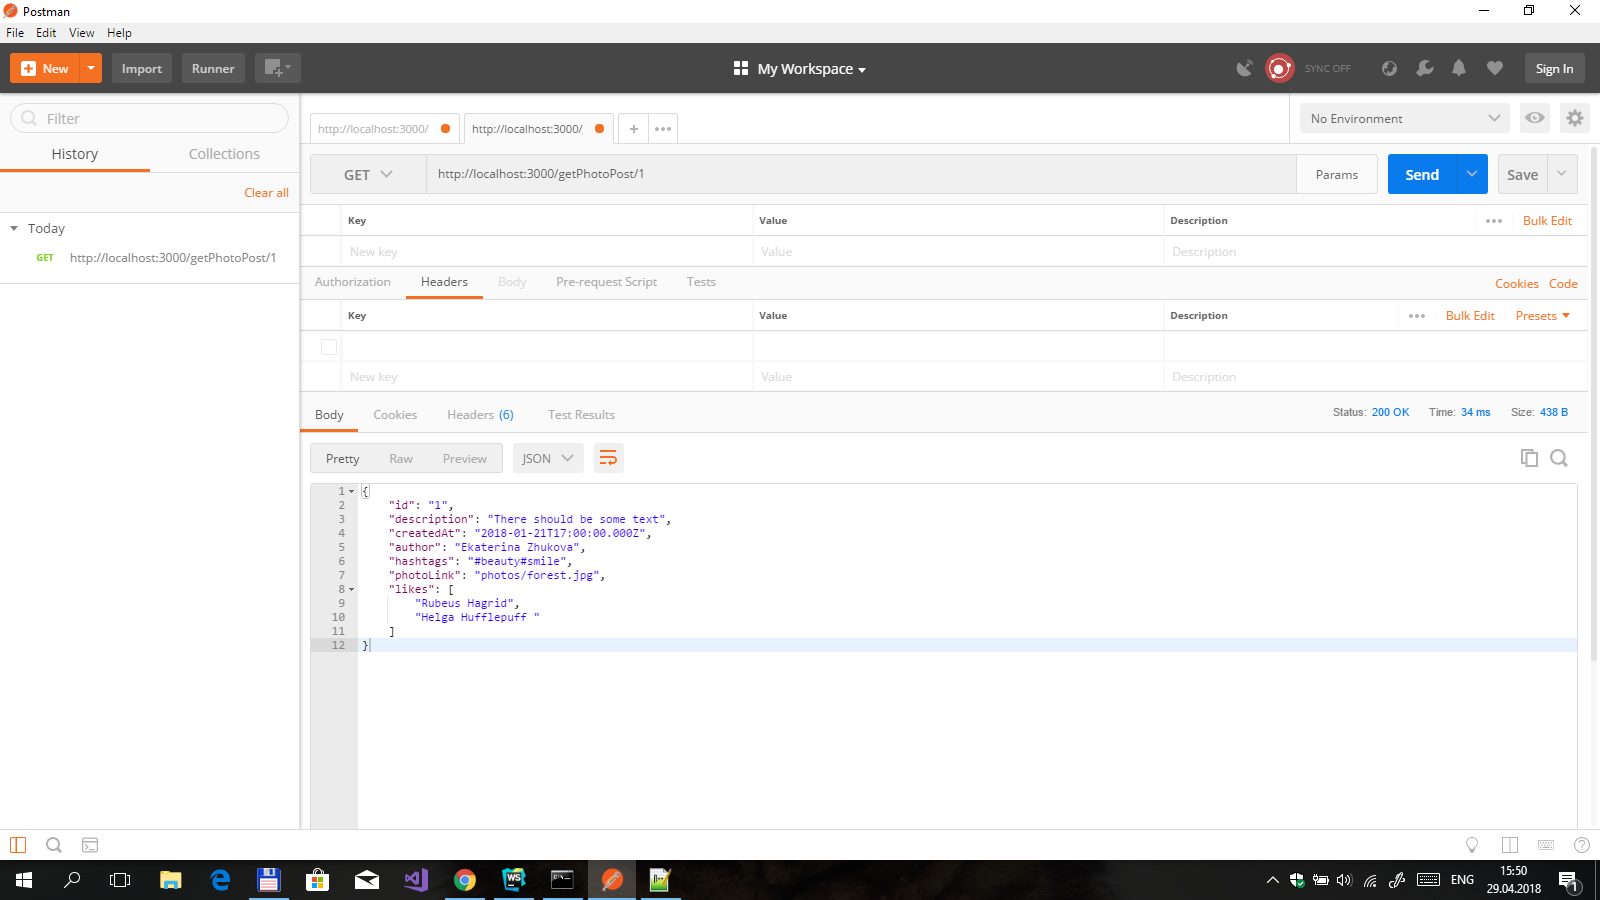 Postman
File Edit View Help
New Import Runner My Workspace SYNC OFF Sign In
Filter
History Collections
Clear all
Today
GET http://localhost:3000/getPhotoPost/1
http://localhost:3000/ http://localhost:3000/ + No Environment
GET http://localhost:3000/getPhotoPost/1 Params Send Save
Key Value Description Bulk Edit
New key Value Description
Authorization Headers Body Pre-request Script Tests Cookies Code
Key Value Description Bulk Edit Presets
New key Value Description
Body Cookies Headers (6) Test Results Status: 200 OK Time: 34 ms Size: 438 B
Pretty Raw Preview JSON
1 {
2 "id": "1",
3 "description": "There should be some text",
4 "createdAt": "2018-01-21T17:00:00.000Z",
5 "author": "Ekaterina Zhukova",
6 "hashtags": "#beauty#smile",
7 "photoLink": "photos/forest.jpg",
8 "likes": [
9 "Rubeus Hagrid",
10 "Helga Hufflepuff "
11 ]
12 }
WS ENG 15:50
29.04.2018
1